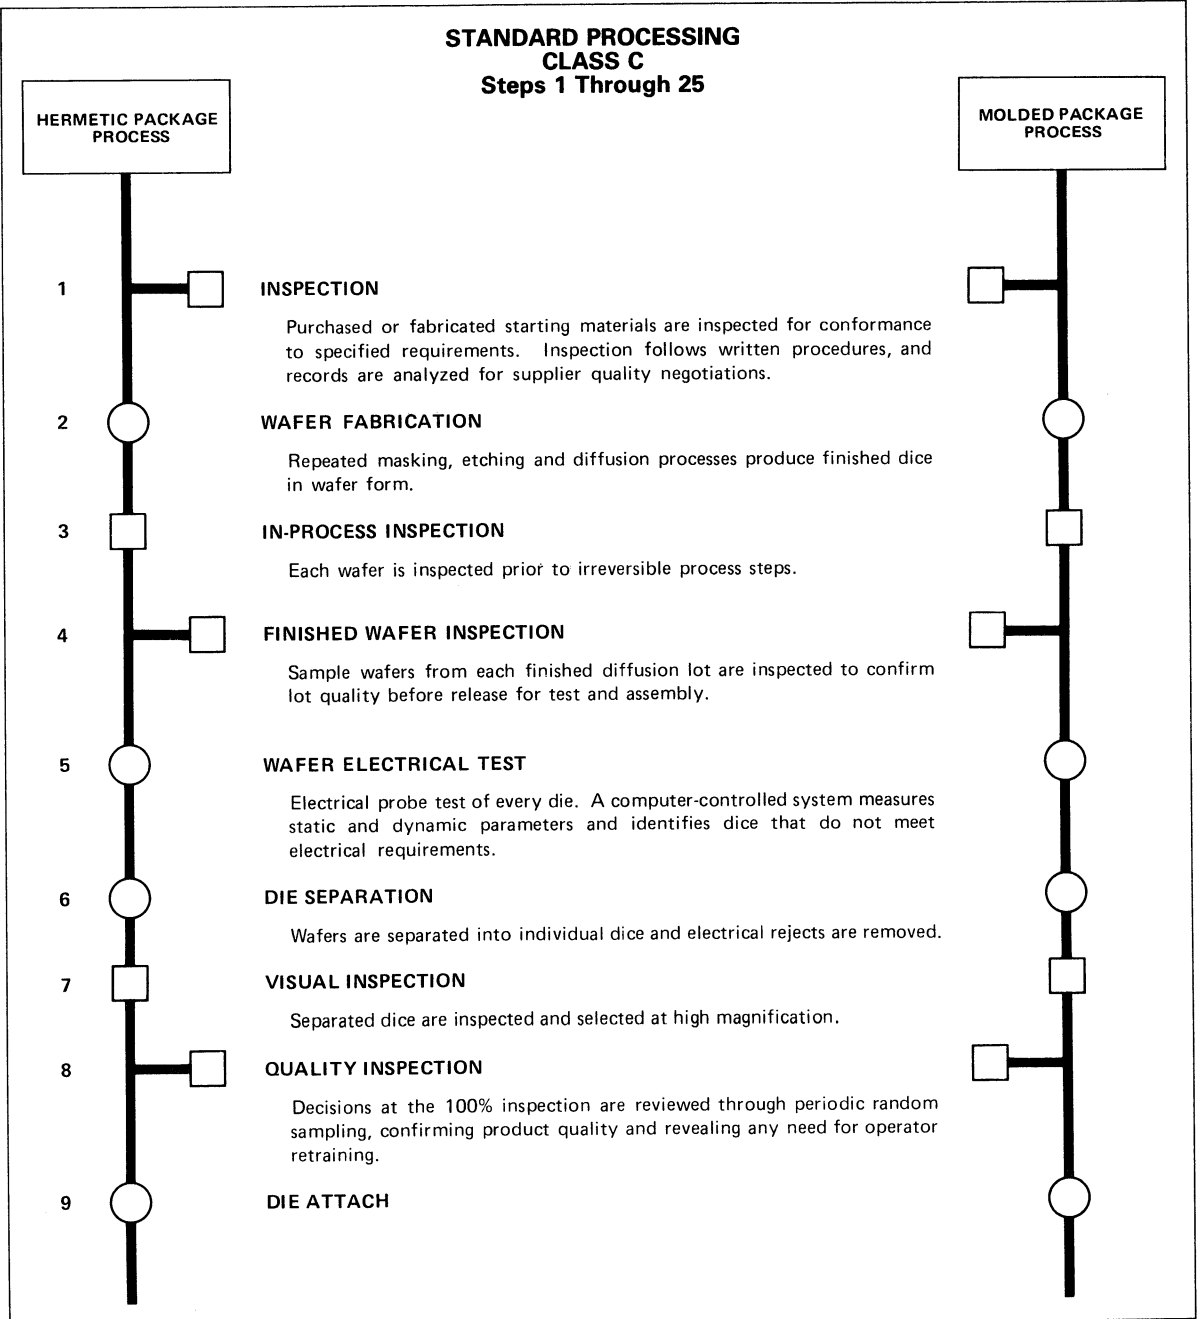 STANDARD PROCESSING
CLASS C
Steps 1 Through 25
HERMETIC PACKAGE
PROCESS
MOLDED PACKAGE
PROCESS
1 INSPECTION
Purchased or fabricated starting materials are inspected for conformance
to specified requirements. Inspection follows written procedures, and
records are analyzed for supplier quality negotiations.
2 WAFER FABRICATION
Repeated masking, etching and diffusion processes produce finished dice
in wafer form.
3 IN-PROCESS INSPECTION
Each wafer is inspected prior to irreversible process steps.
4 FINISHED WAFER INSPECTION
Sample wafers from each finished diffusion lot are inspected to confirm
lot quality before release for test and assembly.
5 WAFER ELECTRICAL TEST
Electrical probe test of every die. A computer-controlled system measures
static and dynamic parameters and identifies dice that do not meet
electrical requirements.
6 DIE SEPARATION
Wafers are separated into individual dice and electrical rejects are removed.
7 VISUAL INSPECTION
Separated dice are inspected and selected at high magnification.
8 QUALITY INSPECTION
Decisions at the 100% inspection are reviewed through periodic random
sampling, confirming product quality and revealing any need for operator
retraining.
9 DIE ATTACH